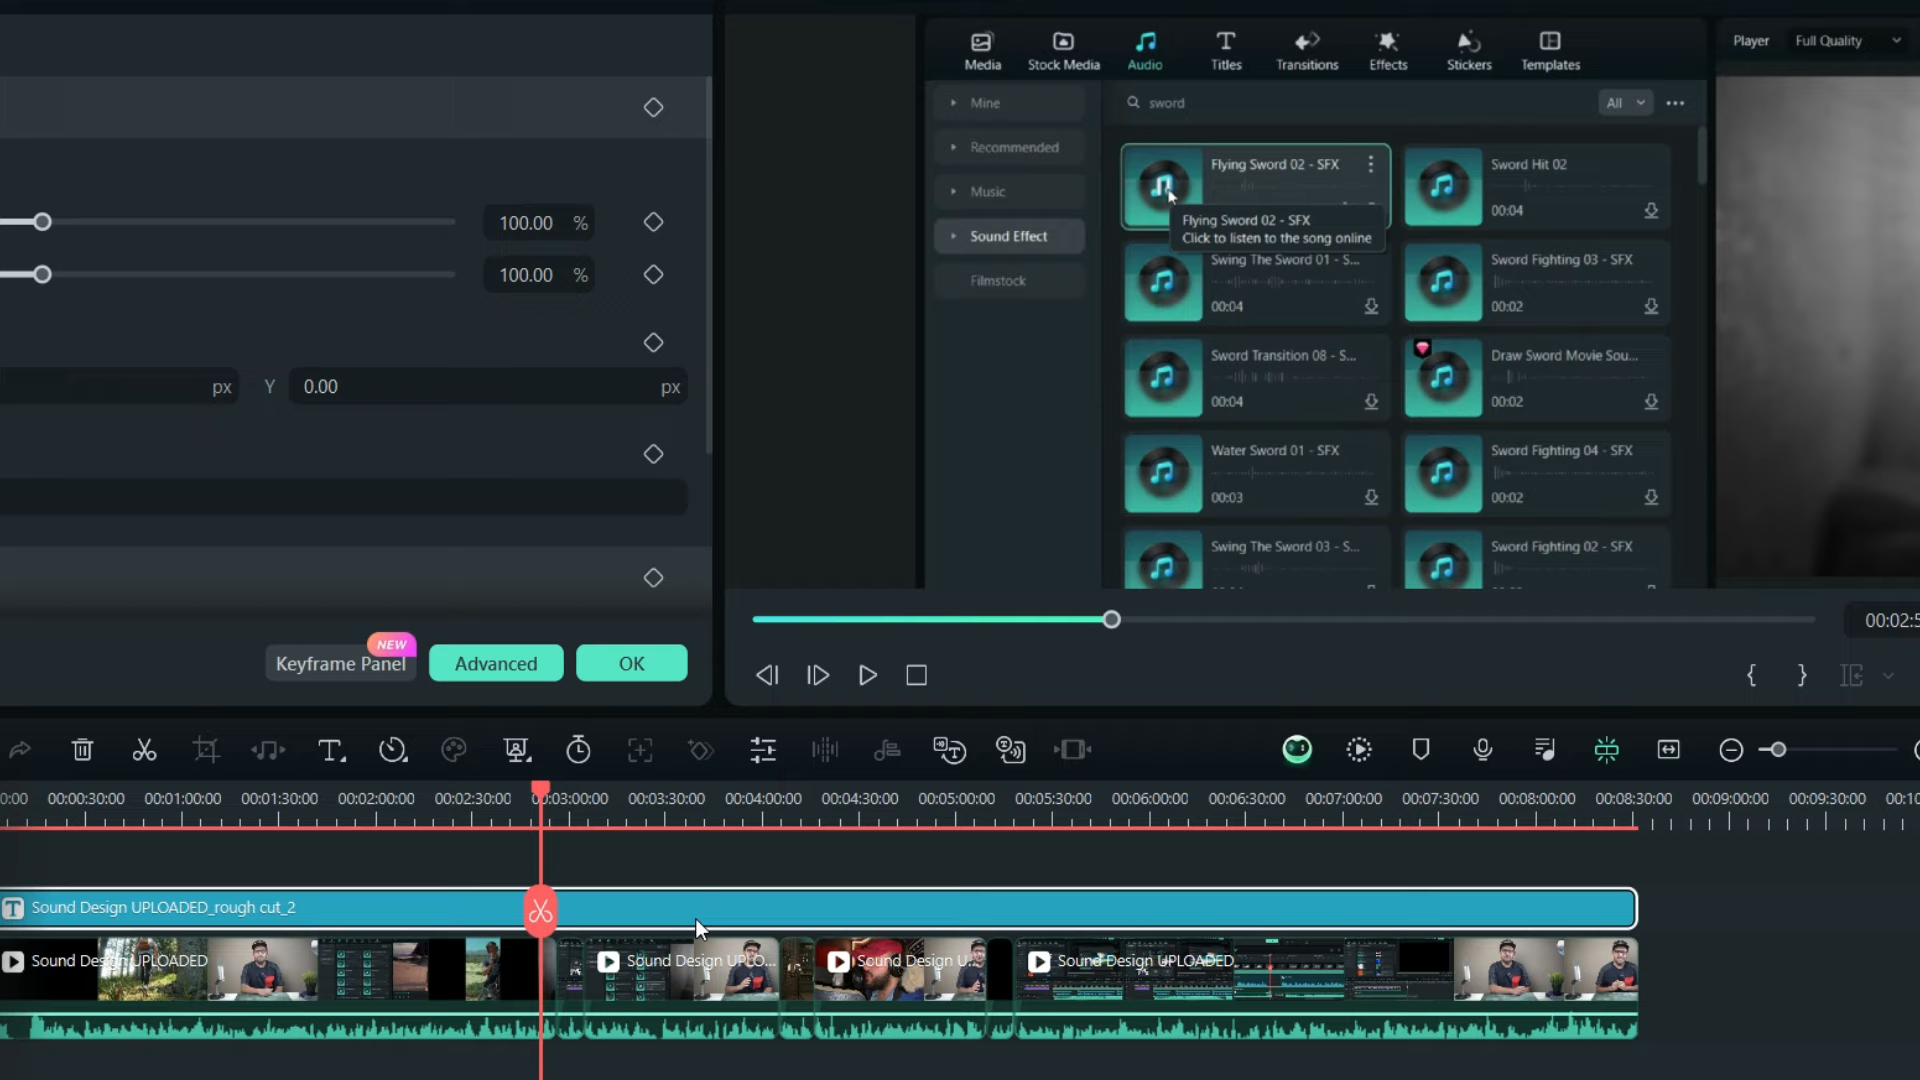 Media
Stock Media
Audio
Titles
Transitions
Effects
Stickers
Templates
Player
Full Quality
Mine
sword
All
Recommended
Music
Sound Effect
Filmstock
Flying Sword 02 - SFX
Flying Sword 02 - SFX
Click to listen to the song online
Sword Hit 02
00:04
Swing The Sword 01 - S...
00:04
Sword Fighting 03 - SFX
00:02
Sword Transition 08 - S...
00:04
Draw Sword Movie Sou...
00:02
Water Sword 01 - SFX
00:03
Sword Fighting 04 - SFX
00:02
Swing The Sword 03 - S...
Sword Fighting 02 - SFX
100.00 %
100.00 %
px Y 0.00 px
NEW
Keyframe Panel
Advanced
OK
00:02:5
0:00 00:00:30:00 00:01:00:00 00:01:30:00 00:02:00:00 00:02:30:00 00:03:00:00 00:03:30:00 00:04:00:00 00:04:30:00 00:05:00:00 00:05:30:00 00:06:00:00 00:06:30:00 00:07:00:00 00:07:30:00 00:08:00:00 00:08:30:00 00:09:00:00 00:09:30:00 00:10
Sound Design UPLOADED_rough cut_2
Sound Design UPLOADED
Sound Design UPLO...
Sound Design U...
Sound Design UPLOADED